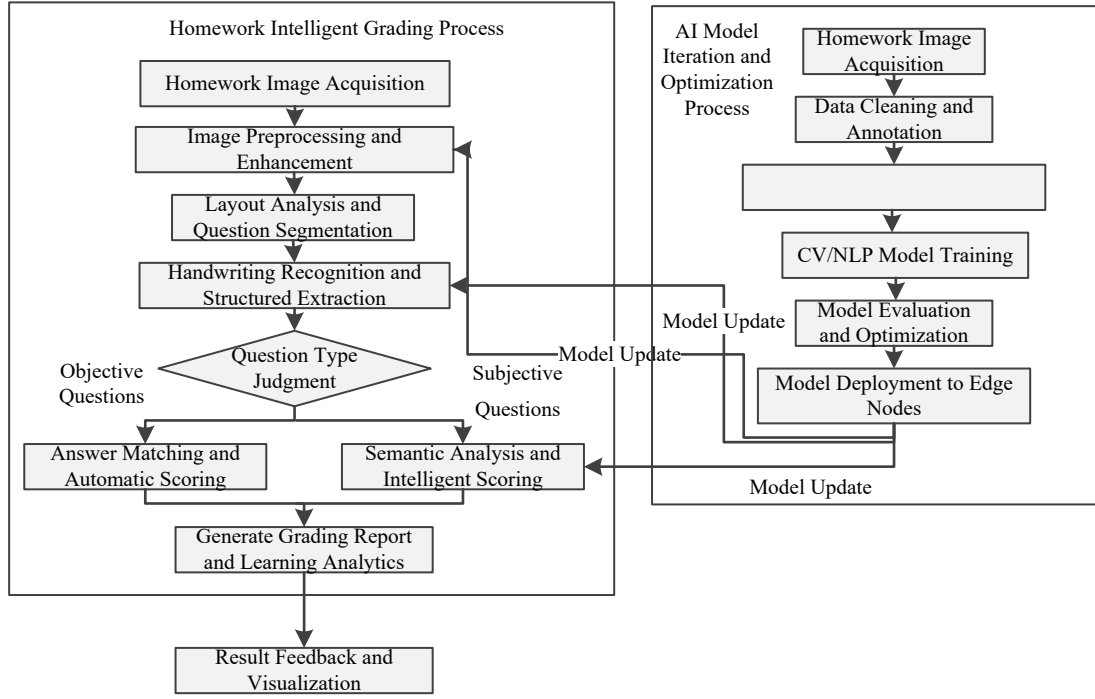 Homework Intelligent Grading Process
Homework Image Acquisition
Image Preprocessing and
Enhancement
Layout Analysis and
Question Segmentation
Handwriting Recognition and
Structured Extraction
Question Type
Judgment
Objective
Questions
Subjective
Questions
Answer Matching and
Automatic Scoring
Semantic Analysis and
Intelligent Scoring
Generate Grading Report
and Learning Analytics
Result Feedback and
Visualization
AI Model
Iteration and
Optimization
Process
Homework Image
Acquisition
Data Cleaning and
Annotation
CV/NLP Model Training
Model Evaluation
and Optimization
Model Deployment to Edge
Nodes
Model Update
Model Update
Model Update